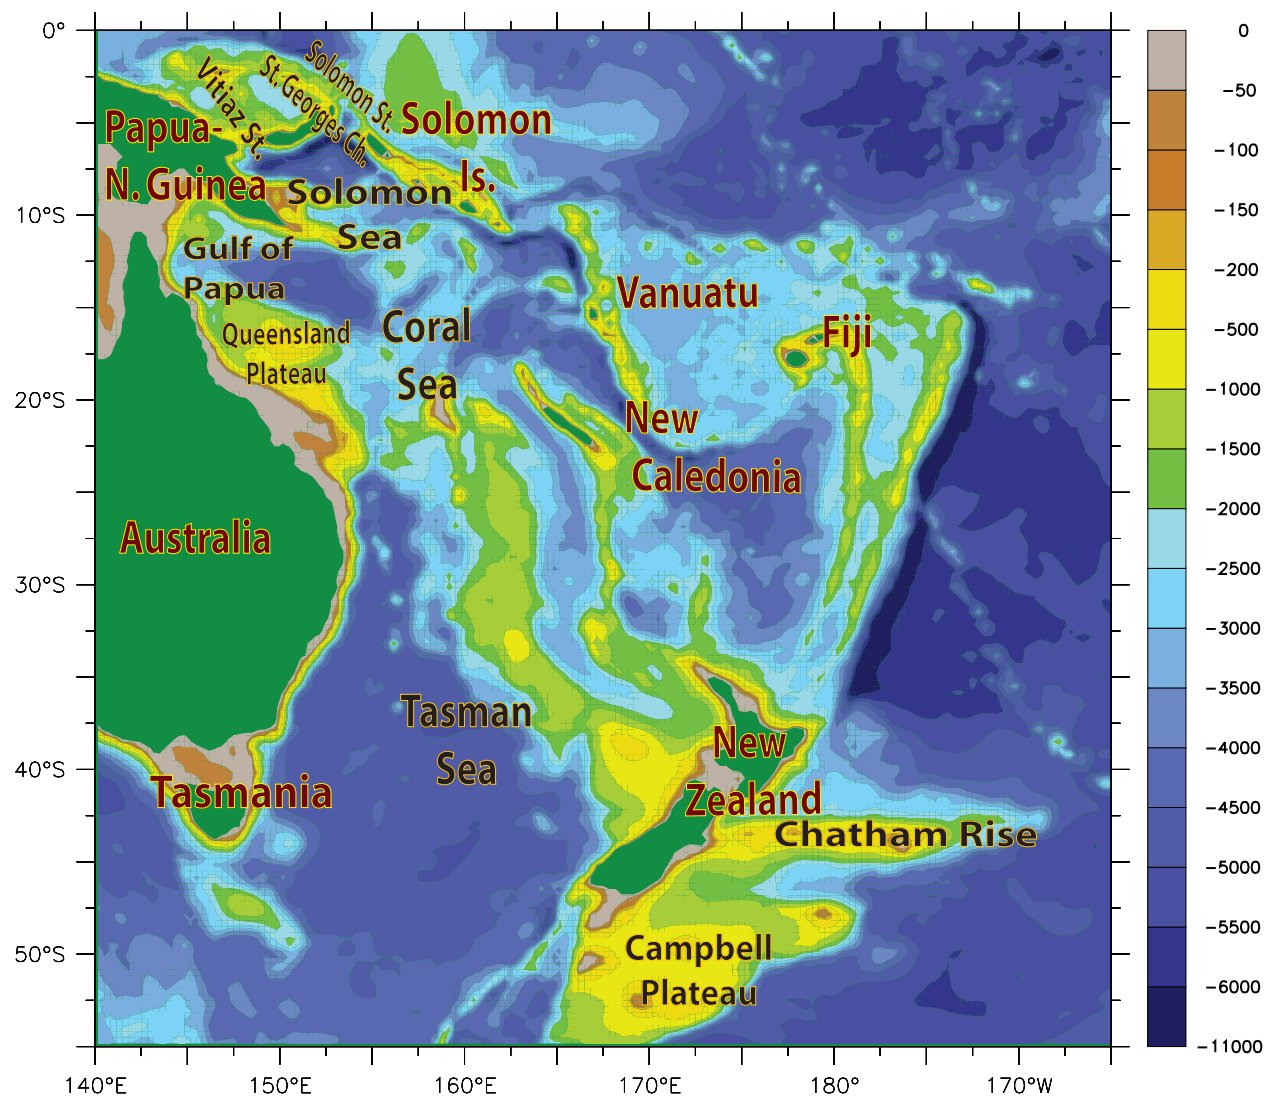 0°
10°S
20°S
30°S
40°S
50°S
140°E
150°E
160°E
170°E
180°
170°W
Solomon St.
St. Georges Ch.
Vitiaz St.
Papua-
N. Guinea
Solomon
Is.
Solomon
Sea
Gulf of
Papua
Queensland
Plateau
Coral
Sea
Vanuatu
Fiji
New
Caledonia
Australia
Tasman
Sea
Tasmania
New
Zealand
Chatham Rise
Campbell
Plateau
0
−50
−100
−150
−200
−500
−1000
−1500
−2000
−2500
−3000
−3500
−4000
−4500
−5000
−5500
−6000
−11000